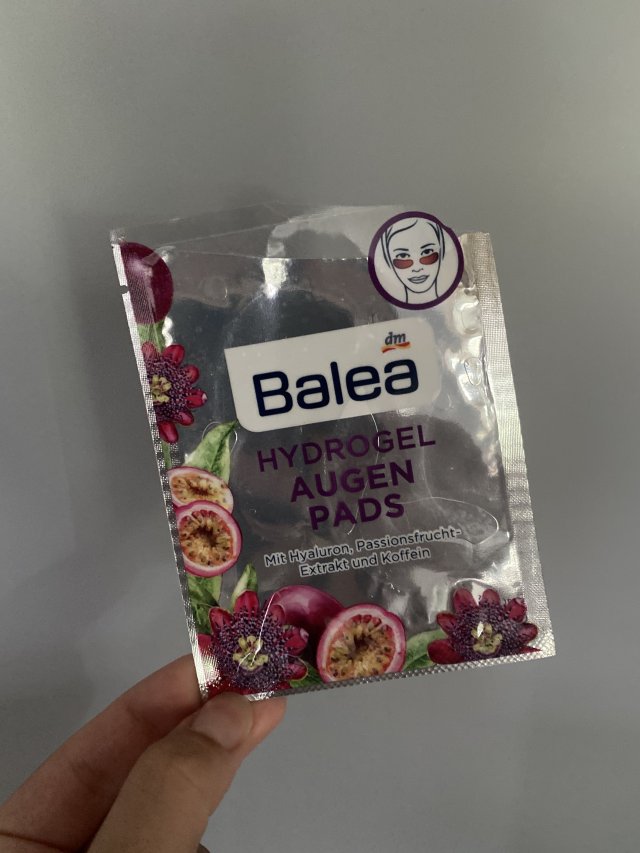 dm
Balea
HYDROGEL
AUGEN
PADS
Mit Hyaluron, Passionsfrucht-
Extrakt und Koffein